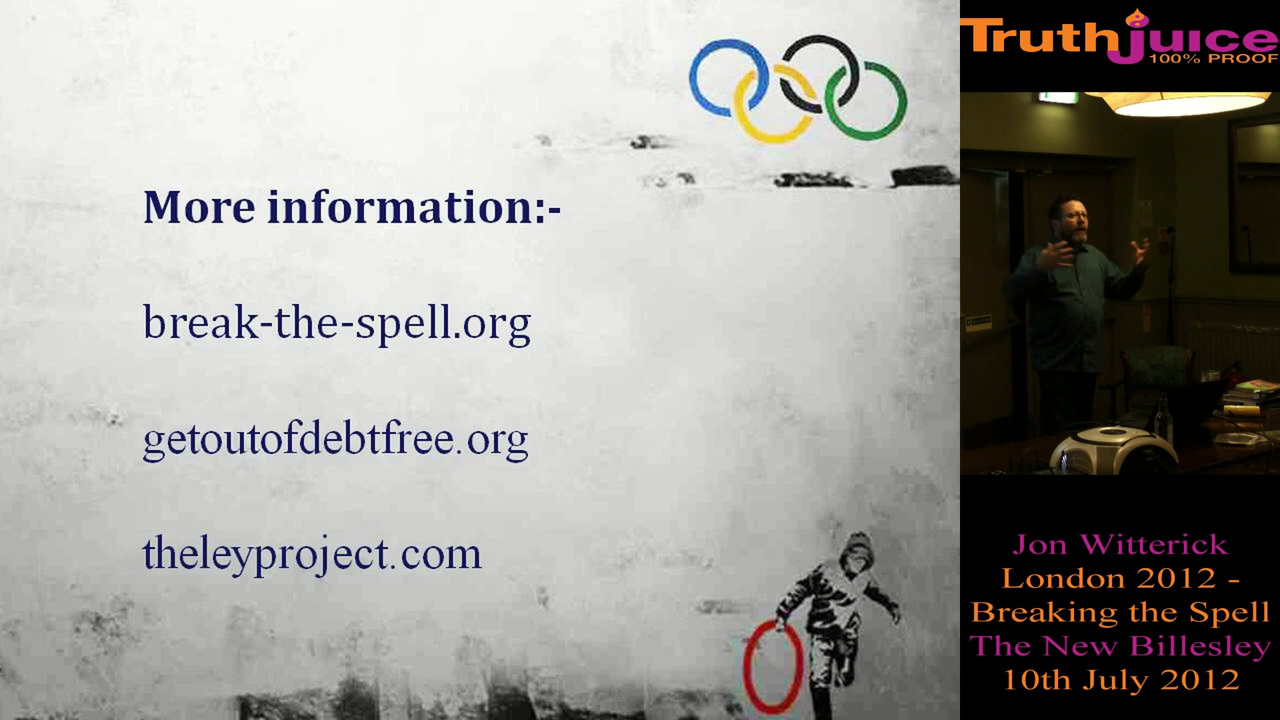 More information:-
break-the-spell.org
getoutofdebtfree.org
theleyproject.com
Truthjuice
100% PROOF
Jon Witterick
London 2012 -
Breaking the Spell
The New Billesley
10th July 2012